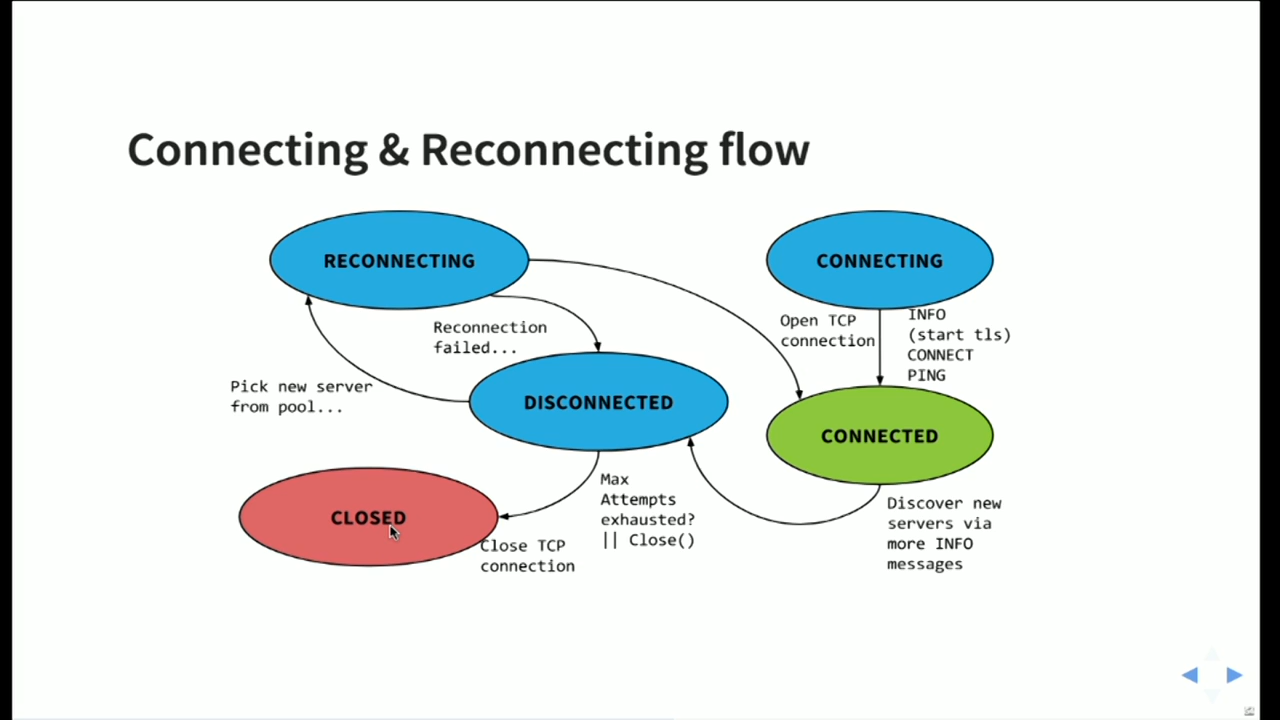 Connecting & Reconnecting flow
RECONNECTING
CONNECTING
Open TCP
connection
INFO
(start tls)
CONNECT
PING
Reconnection
failed...
Pick new server
from pool...
DISCONNECTED
CONNECTED
CLOSED
Max
Attempts
exhausted?
|| Close()
Close TCP
connection
Discover new
servers via
more INFO
messages